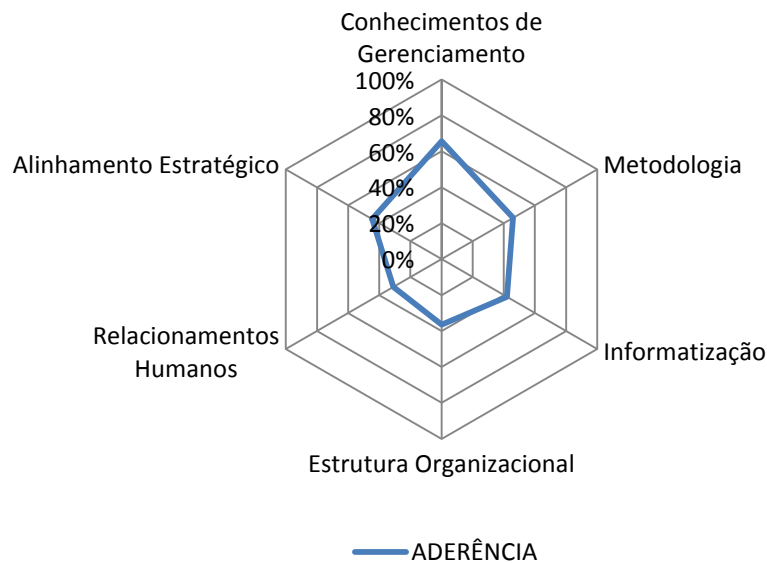 Conhecimentos de
Gerenciamento
100%
80%
60%
40%
20%
0%
Alinhamento Estratégico
Metodologia
Relacionamentos
Humanos
Informatização
Estrutura Organizacional
ADERÊNCIA